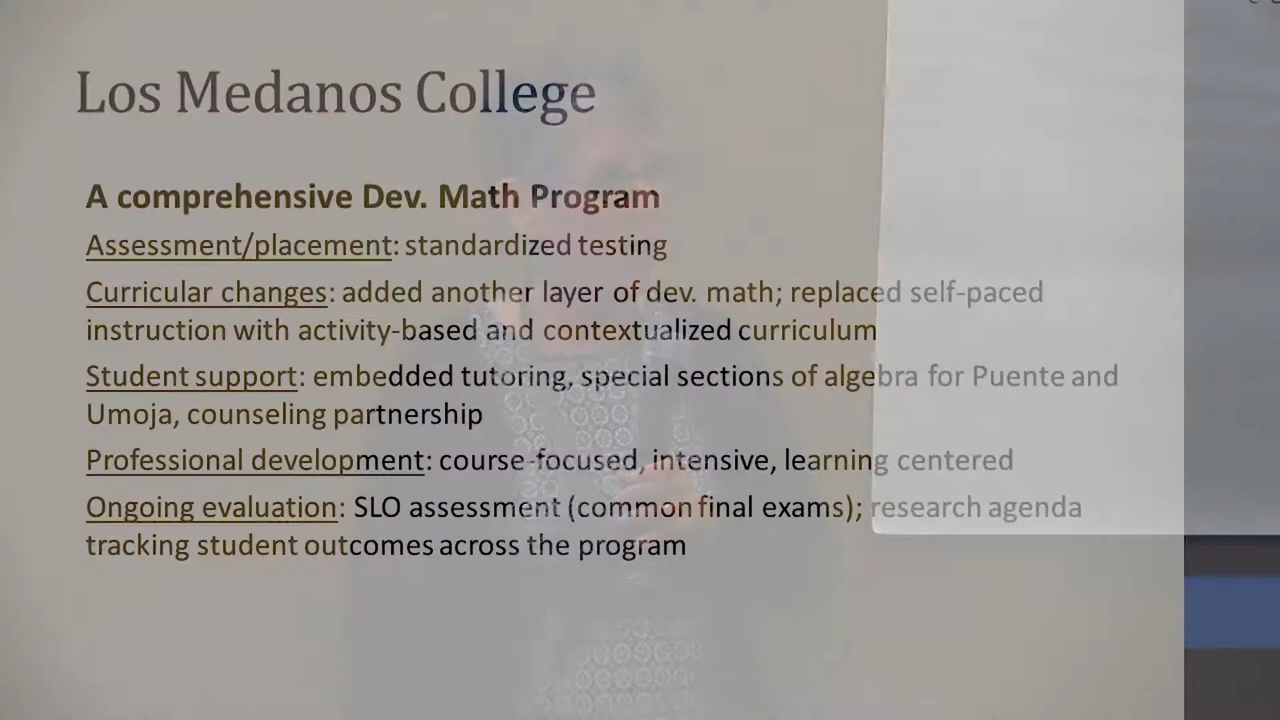 Los Medanos College
A comprehensive Dev. Math Program
Assessment/placement: standardized testing
Curricular changes: added another layer of dev. math; replaced self-paced
instruction with activity-based and contextualized curriculum
Student support: embedded tutoring, special sections of algebra for Puente and
Umoja, counseling partnership
Professional development: course-focused, intensive, learning centered
Ongoing evaluation: SLO assessment (common final exams); research agenda
tracking student outcomes across the program